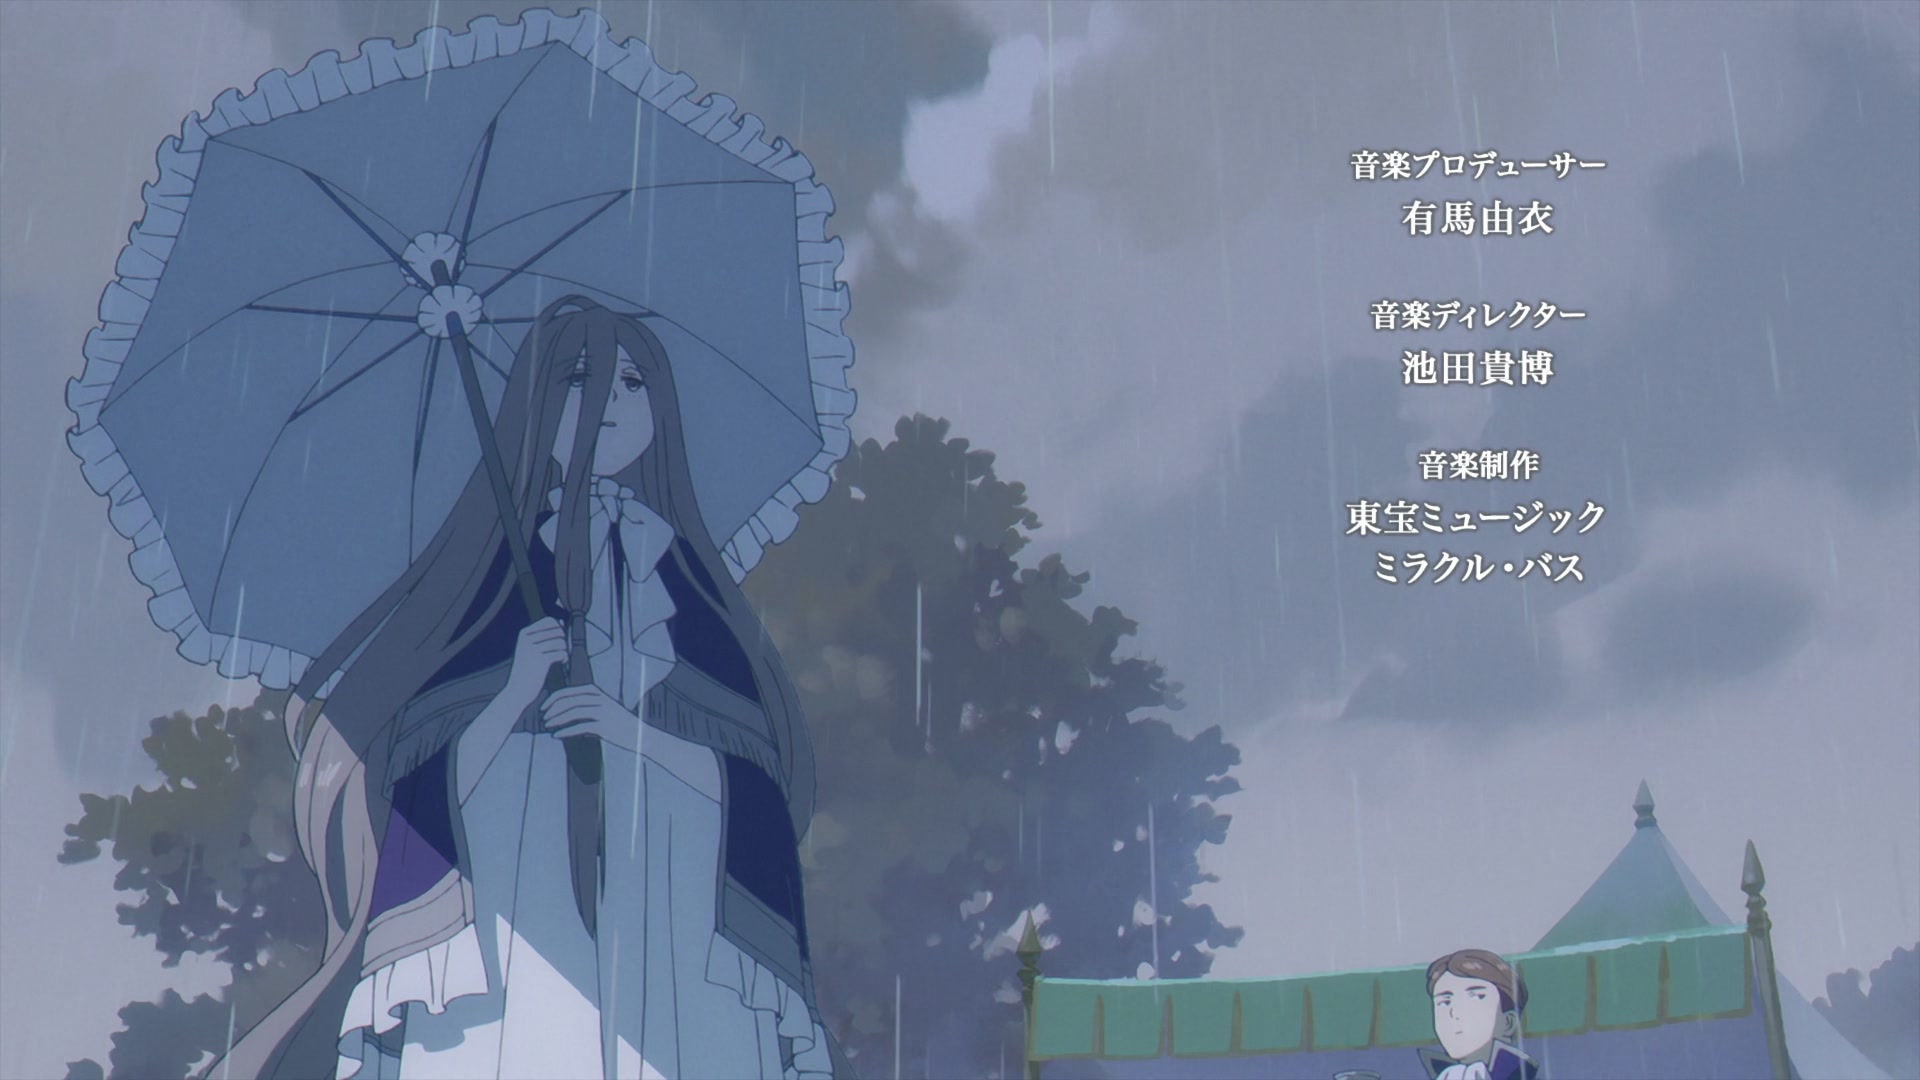 音楽プロデューサー
有馬由衣
音楽ディレクター
池田貴博
音楽制作
東宝ミュージック
ミラクル・バス